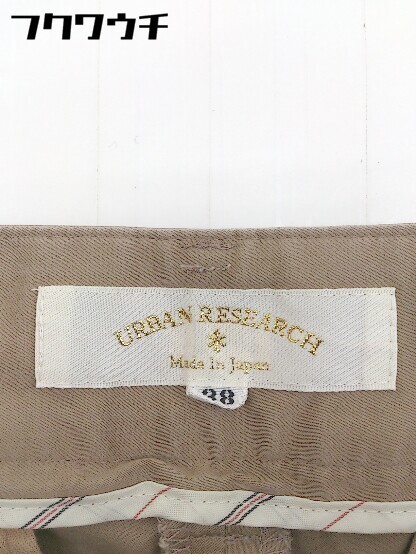 フクワウチ
URBAN RESEARCH
Made In Japan
38